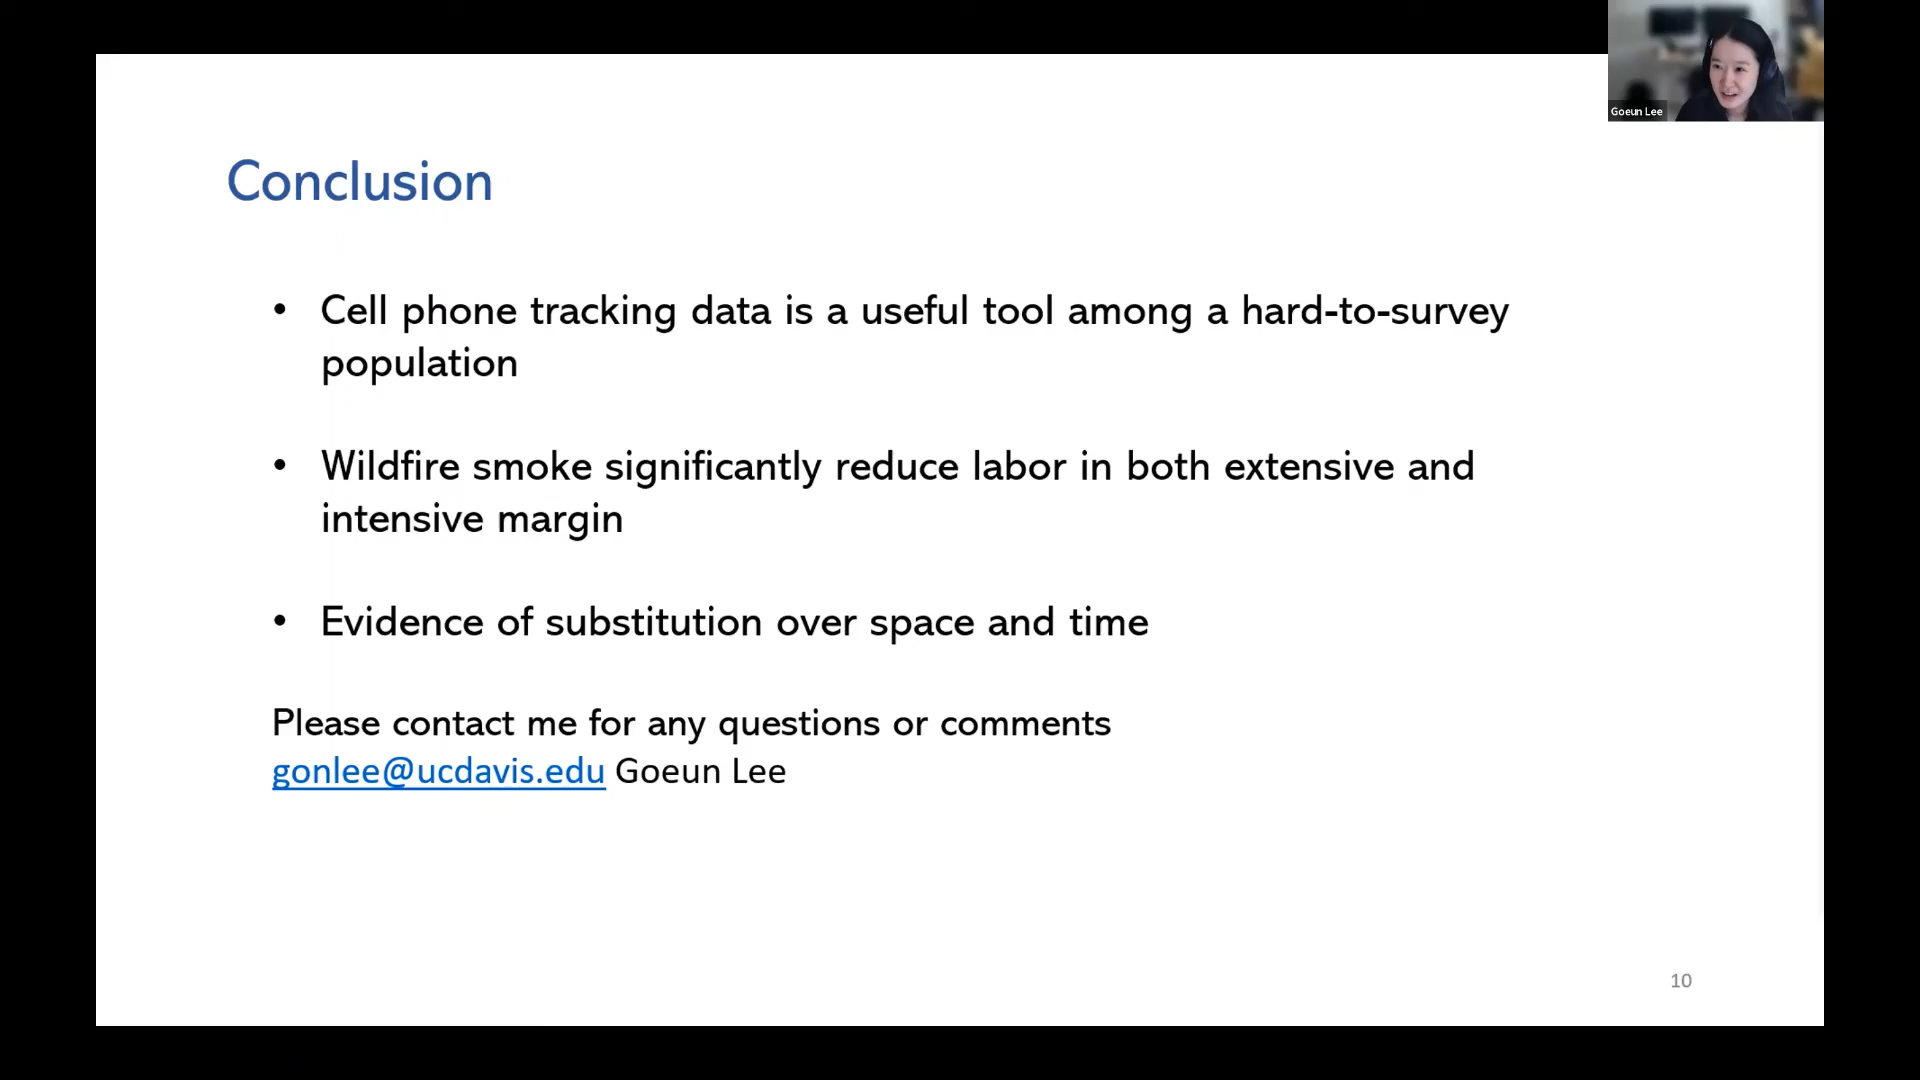 Goeun Lee
Conclusion
• Cell phone tracking data is a useful tool among a hard-to-survey
population
• Wildfire smoke significantly reduce labor in both extensive and
intensive margin
• Evidence of substitution over space and time
Please contact me for any questions or comments
gonlee@ucdavis.edu Goeun Lee
10